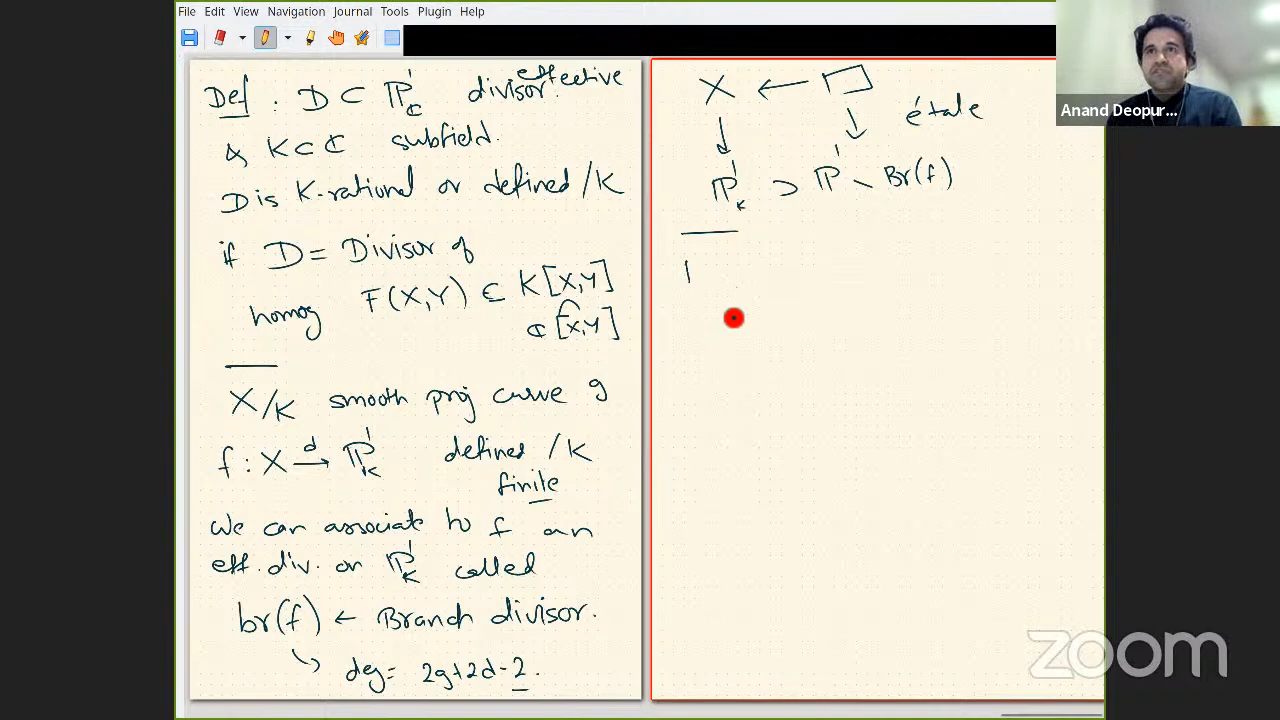 File Edit View Navigation Journal Tools Plugin Help
Def . D ⊂ ℙ¹_ℂ effective divisor.
& K ⊂ ℂ subfield.
D is K-rational or defined /K
if D = Divisor of
homog F(X,Y) ∈ K[X,Y]
ℂ[X,Y]
X/K smooth proj curve g
f : X →^d ℙ¹_K defined /K
finite
We can associate to f an
eff. div. on ℙ¹_K called
br(f) ← Branch divisor.
↳ deg = 2g+2d-2.
X ← □
↓ ↓ étale
ℙ¹_K ⊃ ℙ¹ \ Br(f)
Anand Deopur...
zoom